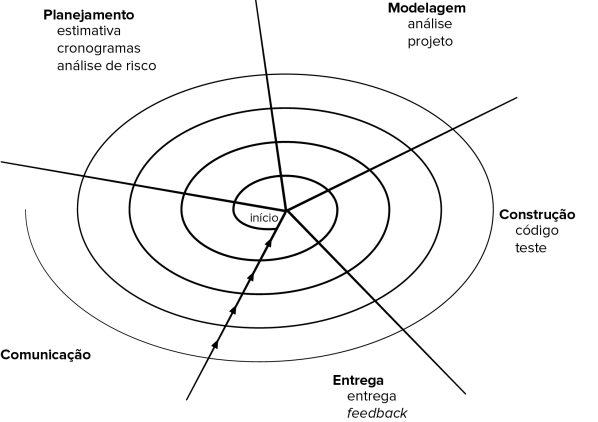 Planejamento
estimativa
cronogramas
análise de risco
Modelagem
análise
projeto
início
Construção
código
teste
Comunicação
Entrega
entrega
feedback